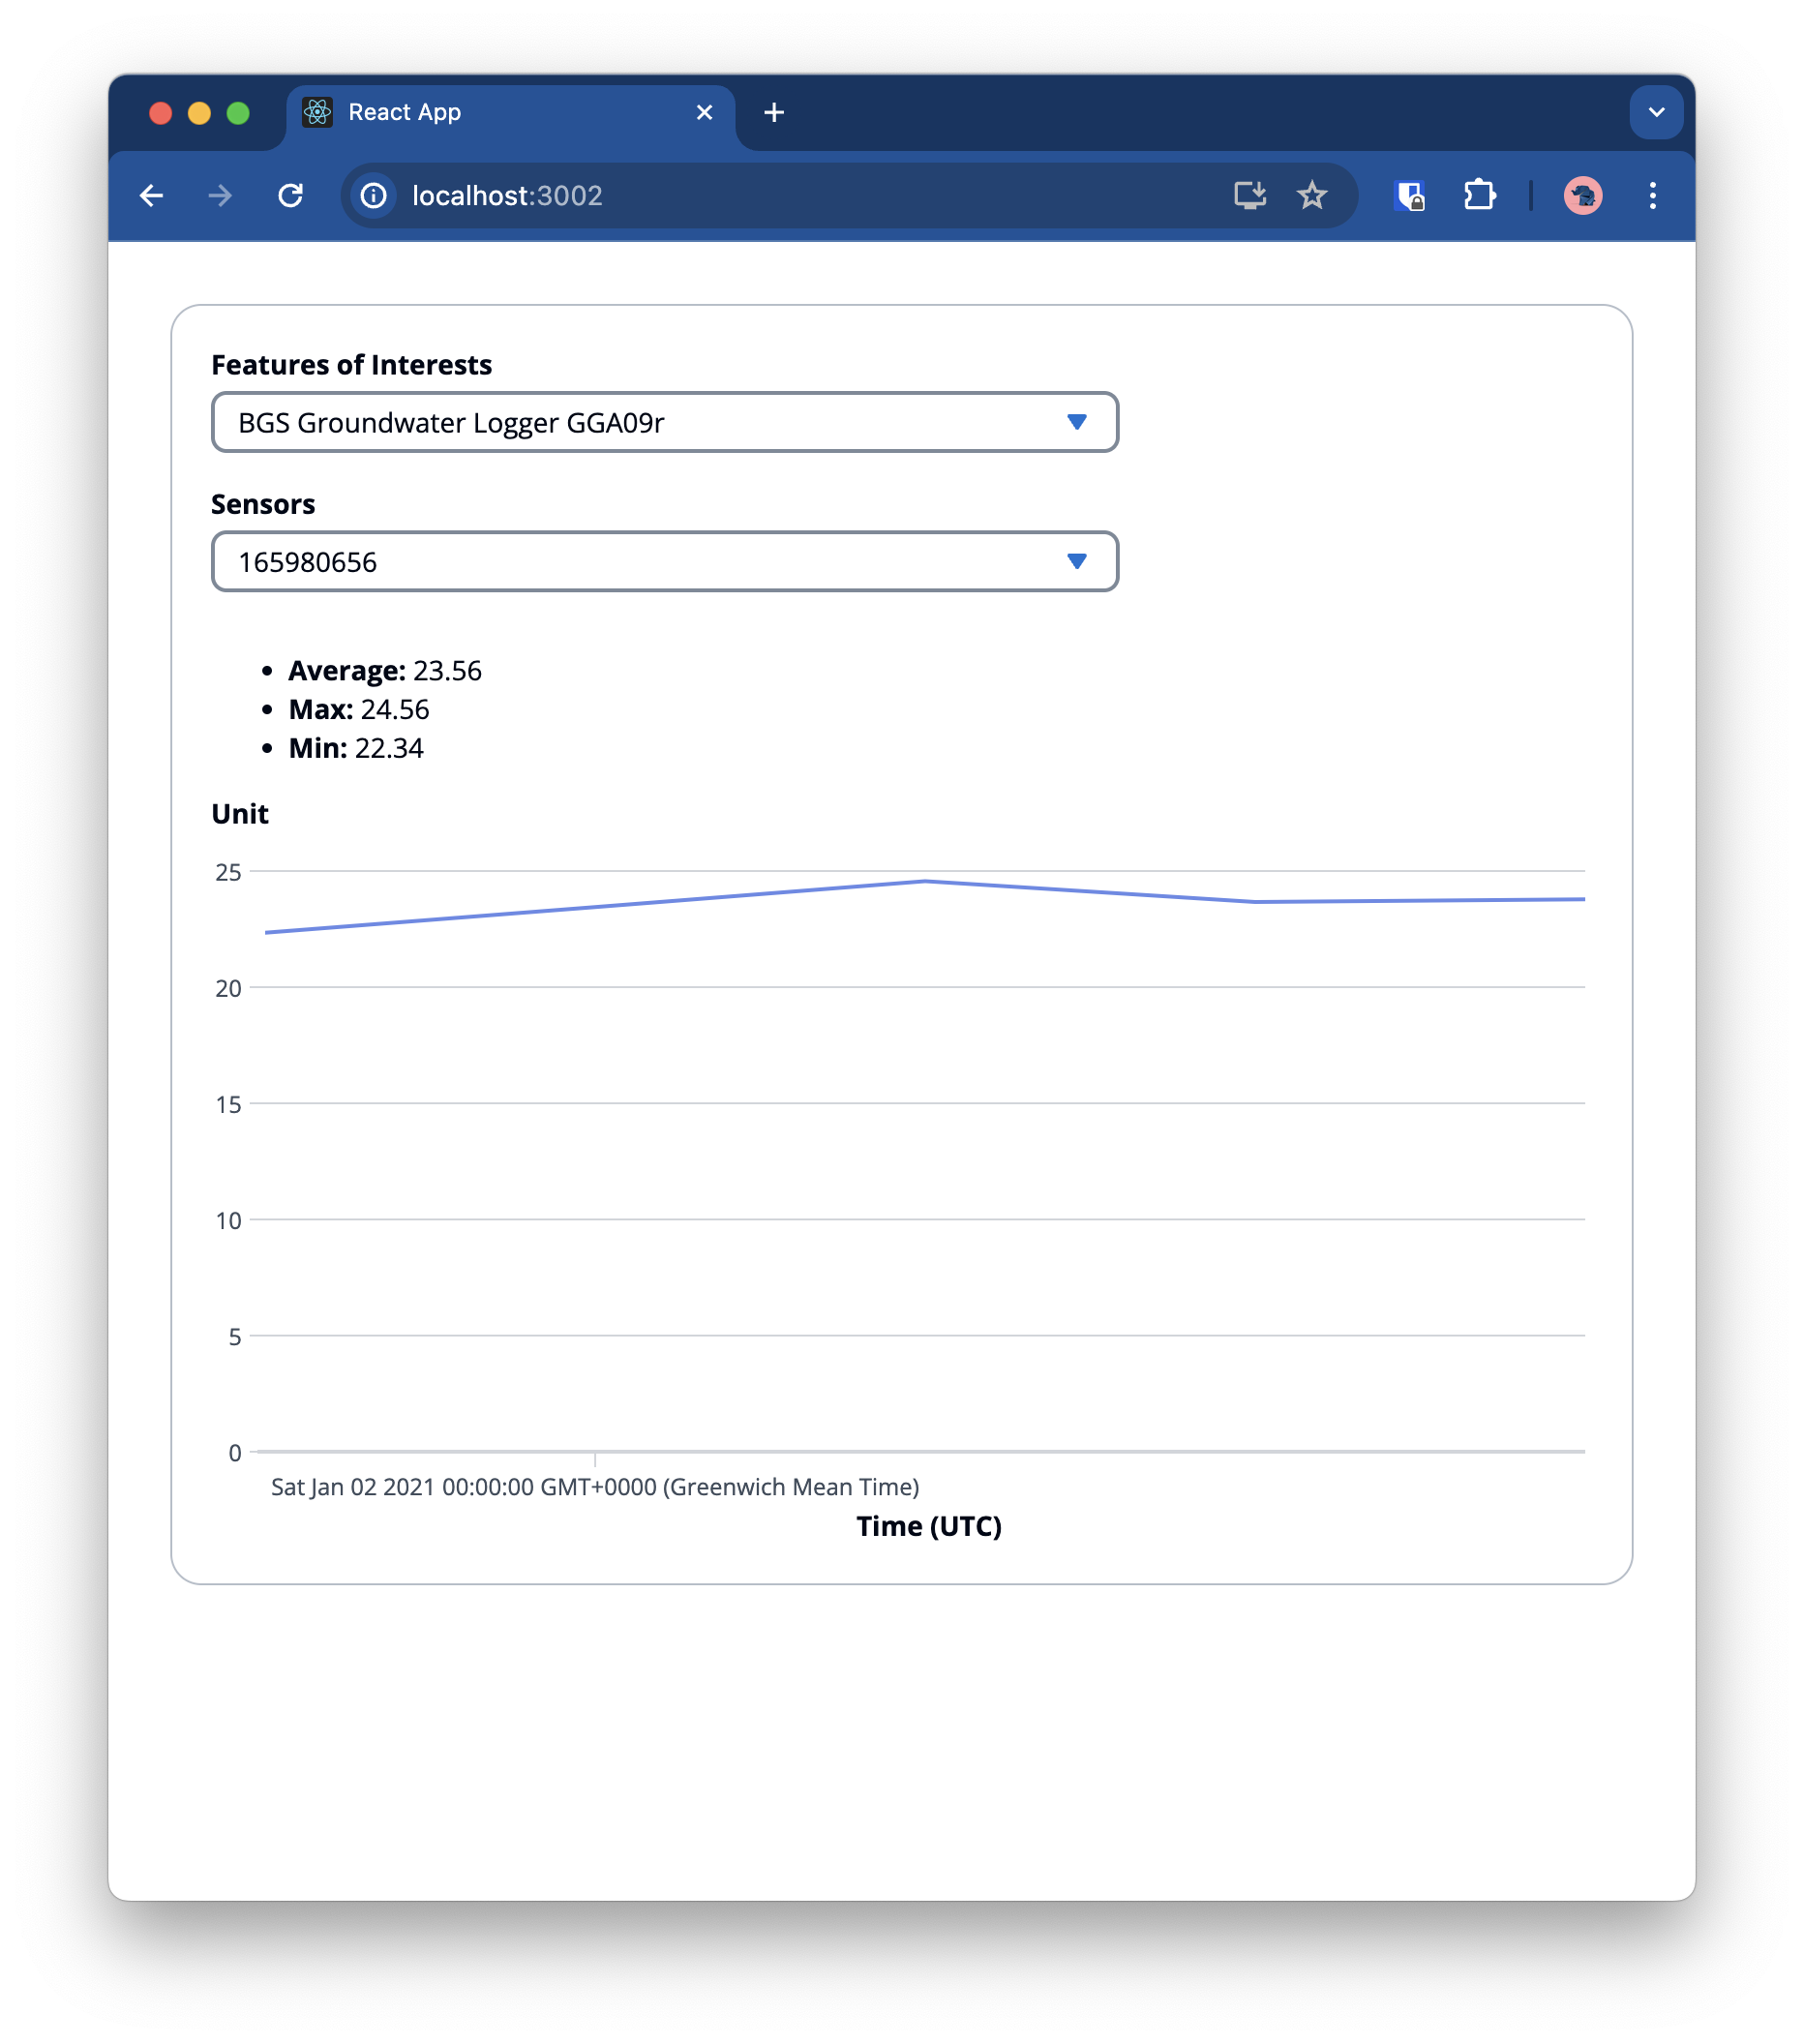 React App
localhost:3002
Features of Interests
BGS Groundwater Logger GGA09r
Sensors
165980656
Average: 23.56
Max: 24.56
Min: 22.34
Unit
25
20
15
10
5
0
Sat Jan 02 2021 00:00:00 GMT+0000 (Greenwich Mean Time)
Time (UTC)